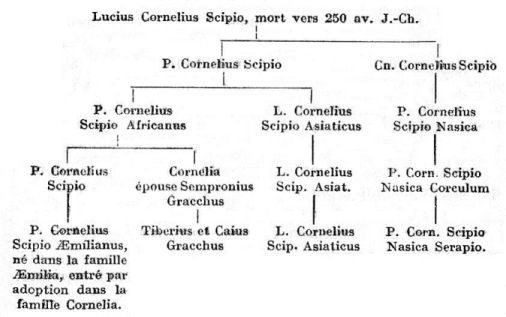 Lucius Cornelius Scipio, mort vers 250 av. J.-Ch.
P. Cornelius Scipio
Cn. Cornelius Scipio
P. Cornelius
Scipio Africanus
L. Cornelius
Scipio Asiaticus
P. Cornelius
Scipio Nasica
P. Cornelius
Scipio
Cornelia
épouse Sempronius
Gracchus
L. Cornelius
Scip. Asiat.
P. Corn. Scipio
Nasica Corculum
P. Cornelius
Scipio Æmilianus,
né dans la famille
Æmilia, entré par
adoption dans la
famille Cornelia.
Tiberius et Caius
Gracchus
L. Cornelius
Scip. Asiaticus
P. Corn. Scipio
Nasica Serapio.